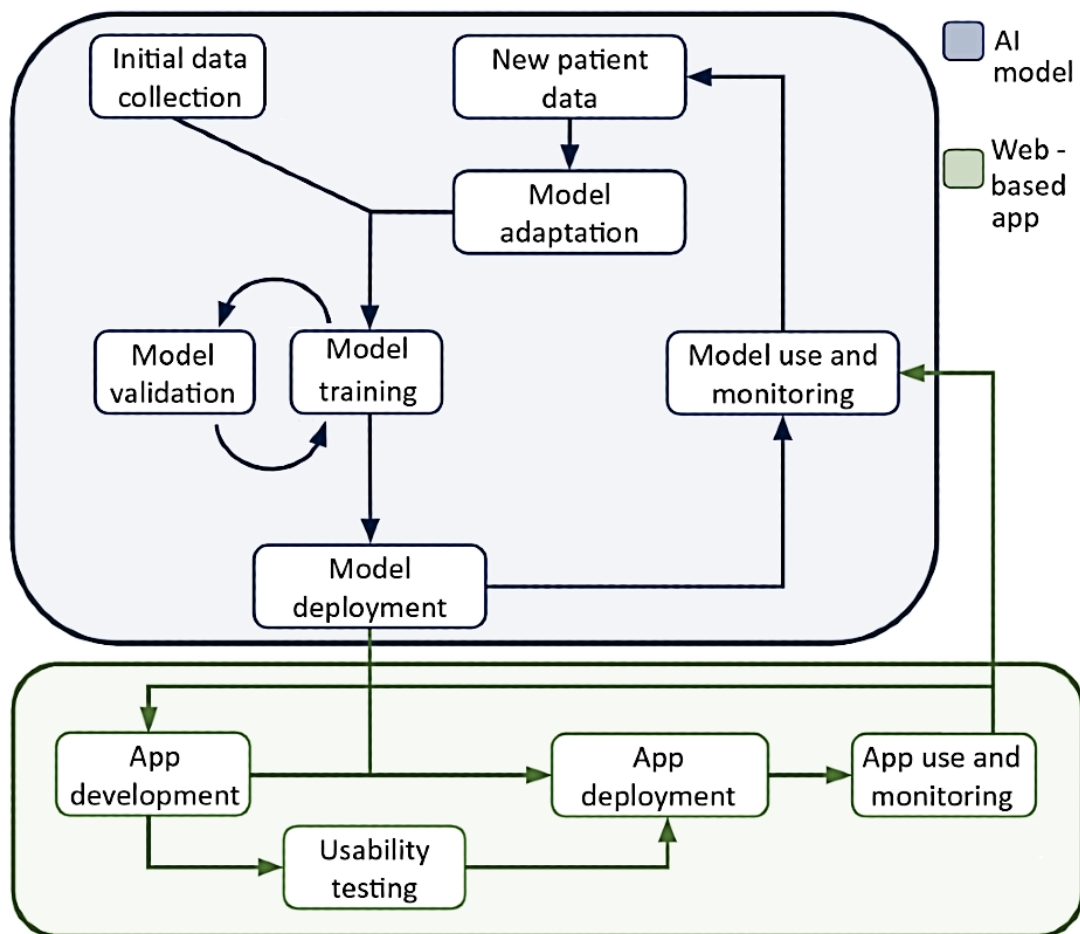 Initial data
collection
New patient
data
AI
model
Web -
based
app
Model
adaptation
Model
validation
Model
training
Model use and
monitoring
Model
deployment
App
development
App
deployment
App use and
monitoring
Usability
testing